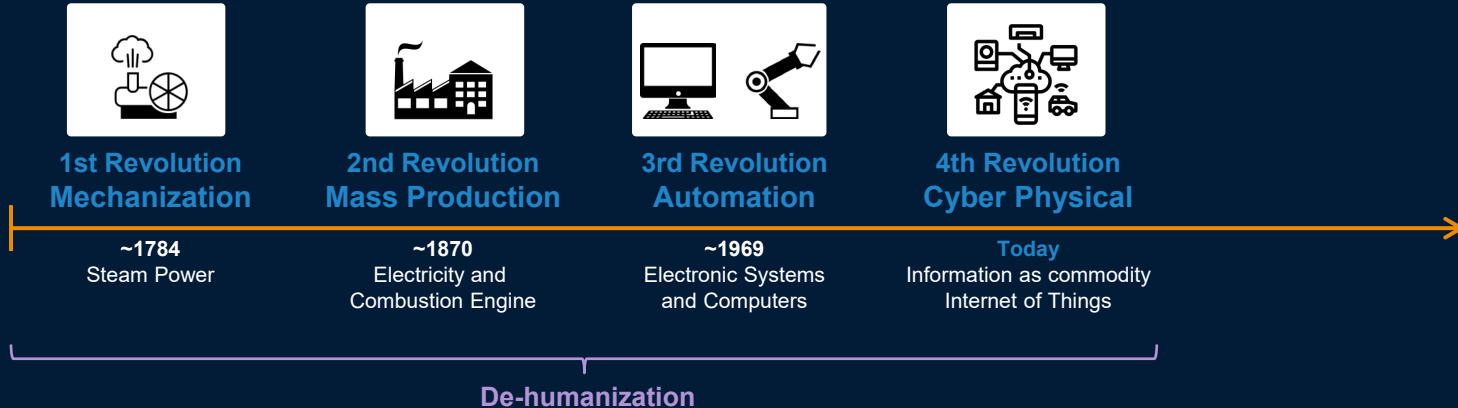 1st Revolution
Mechanization
~1784
Steam Power
2nd Revolution
Mass Production
~1870
Electricity and
Combustion Engine
3rd Revolution
Automation
~1969
Electronic Systems
and Computers
4th Revolution
Cyber Physical
Today
Information as commodity
Internet of Things
De-humanization